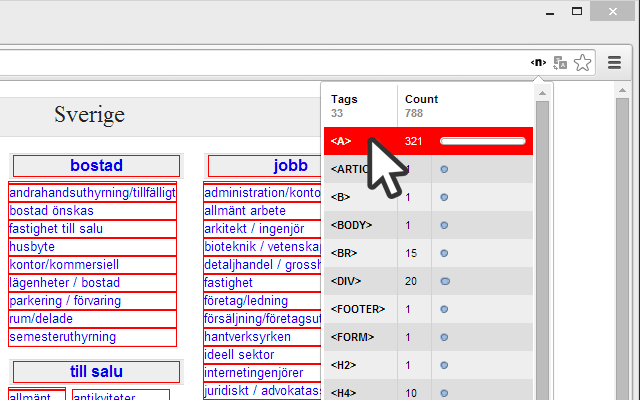 <n>
Sverige
bostad
andrahandsuthyrning/tillfälligt
bostad önskas
fastighet till salu
husbyte
kontor/kommersiell
lägenheter / bostad
parkering / förvaring
rum/delade
semesteruthyrning
till salu
allmänt
antikviteter
jobb
administration/konto
allmänt arbete
arkitekt / ingenjör
bioteknik / vetenskap
detaljhandel / grossh
fastighet
företag/ledning
försäljning/företagsut
hantverksyrken
ideell sektor
internetingenjörer
juridiskt / advokatass
Tags Count
33 788
<A> 321
<ARTIC 1
<B> 1
<BODY> 1
<BR> 15
<DIV> 20
<FOOTER> 1
<FORM> 1
<H2> 1
<H4> 10